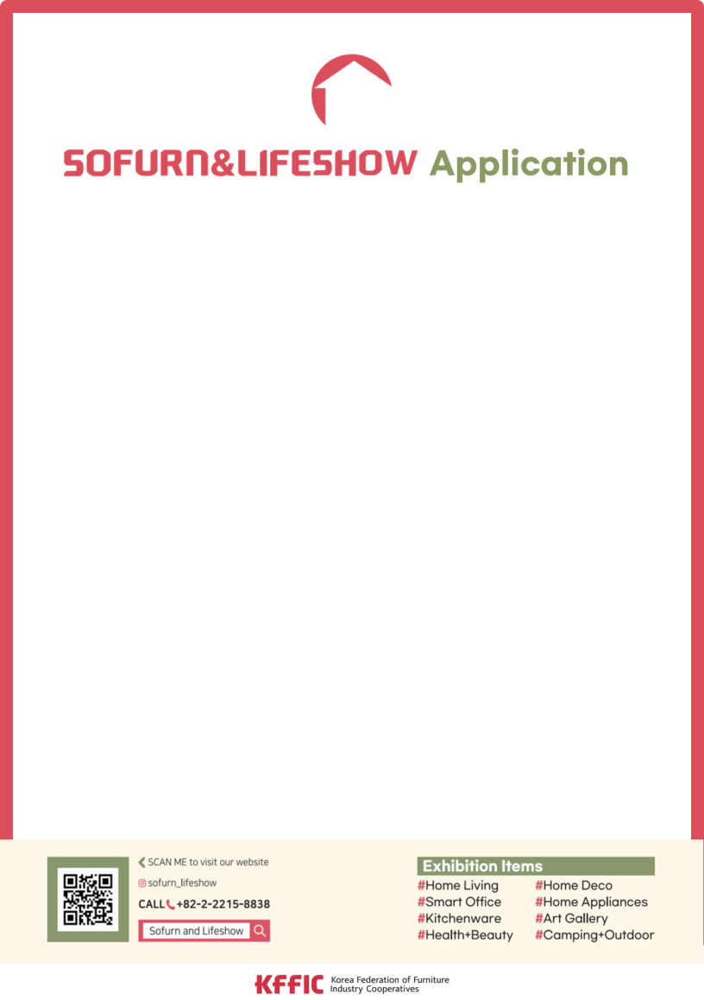 SOFURN&LIFESHOW Application
SCAN ME to visit our website
sofurn_lifeshow
CALL +82-2-2215-8838
Sofurn and Lifeshow
Exhibition Items
#Home Living
#Home Deco
#Smart Office
#Home Appliances
#Kitchenware
#Art Gallery
#Health+Beauty
#Camping+Outdoor
KFFIC Korea Federation of Furniture
Industry Cooperatives